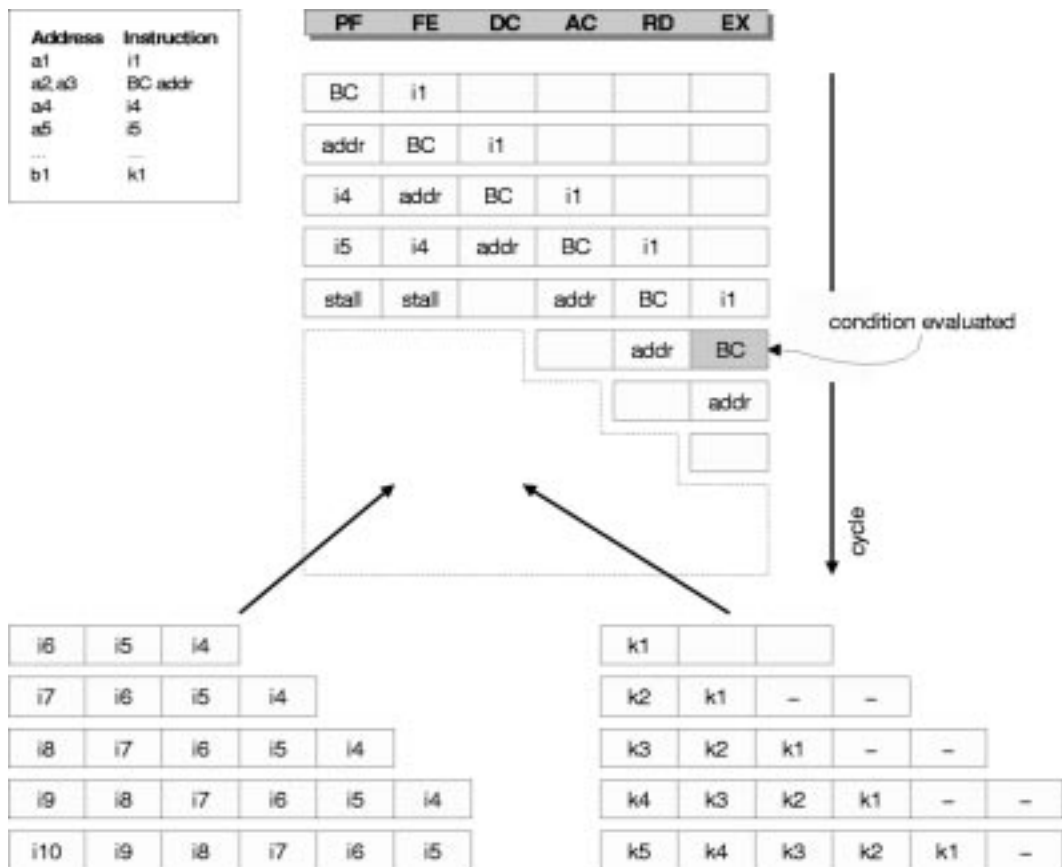 PF FE DC AC RD EX
Address Instruction
a1 i1
a2,a3 BC addr
a4 i4
a5 i5
... ...
b1 k1
BC i1
addr BC i1
i4 addr BC i1
i5 i4 addr BC i1
stall stall addr BC i1
condition evaluated
addr BC
addr
cycle
i6 i5 i4
i7 i6 i5 i4
i8 i7 i6 i5 i4
i9 i8 i7 i6 i5 i4
i10 i9 i8 i7 i6 i5
k1
k2 k1 – –
k3 k2 k1 – –
k4 k3 k2 k1 – –
k5 k4 k3 k2 k1 –